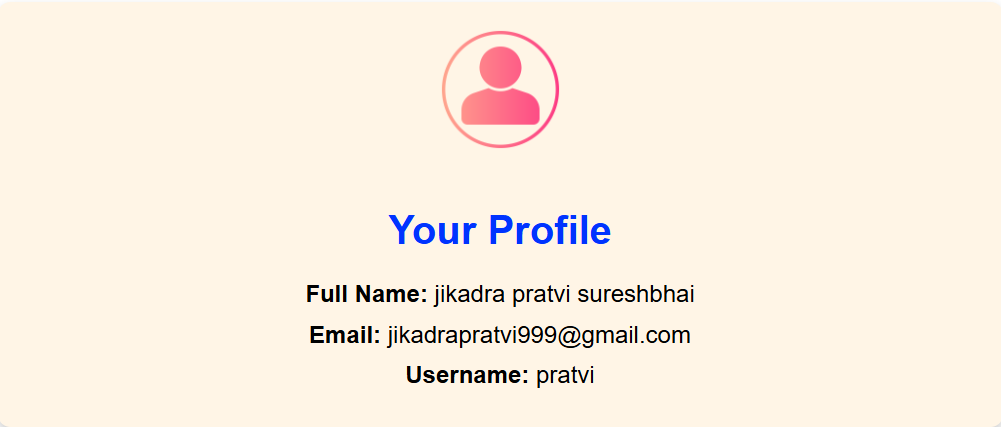 Your Profile
Full Name: jikadra pratvi sureshbhai
Email: jikadrapratvi999@gmail.com
Username: pratvi